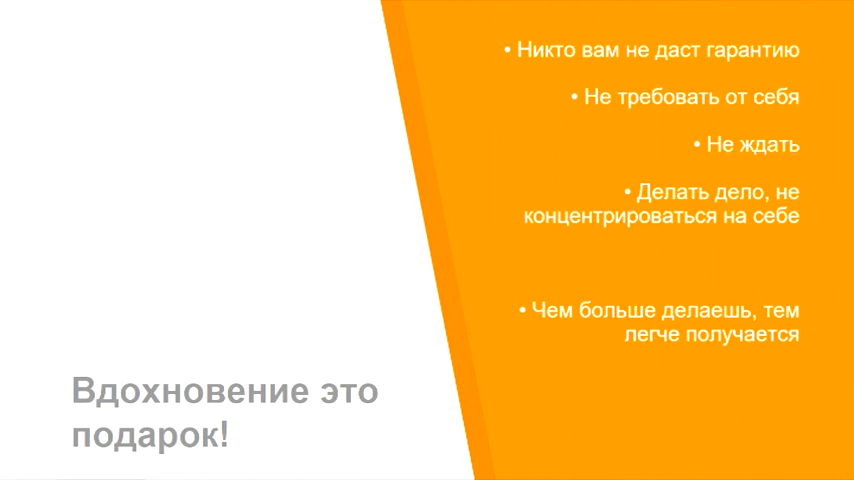 • Никто вам не даст гарантию
• Не требовать от себя
• Не ждать
• Делать дело, не
концентрироваться на себе
• Чем больше делаешь, тем
легче получается
Вдохновение это
подарок!